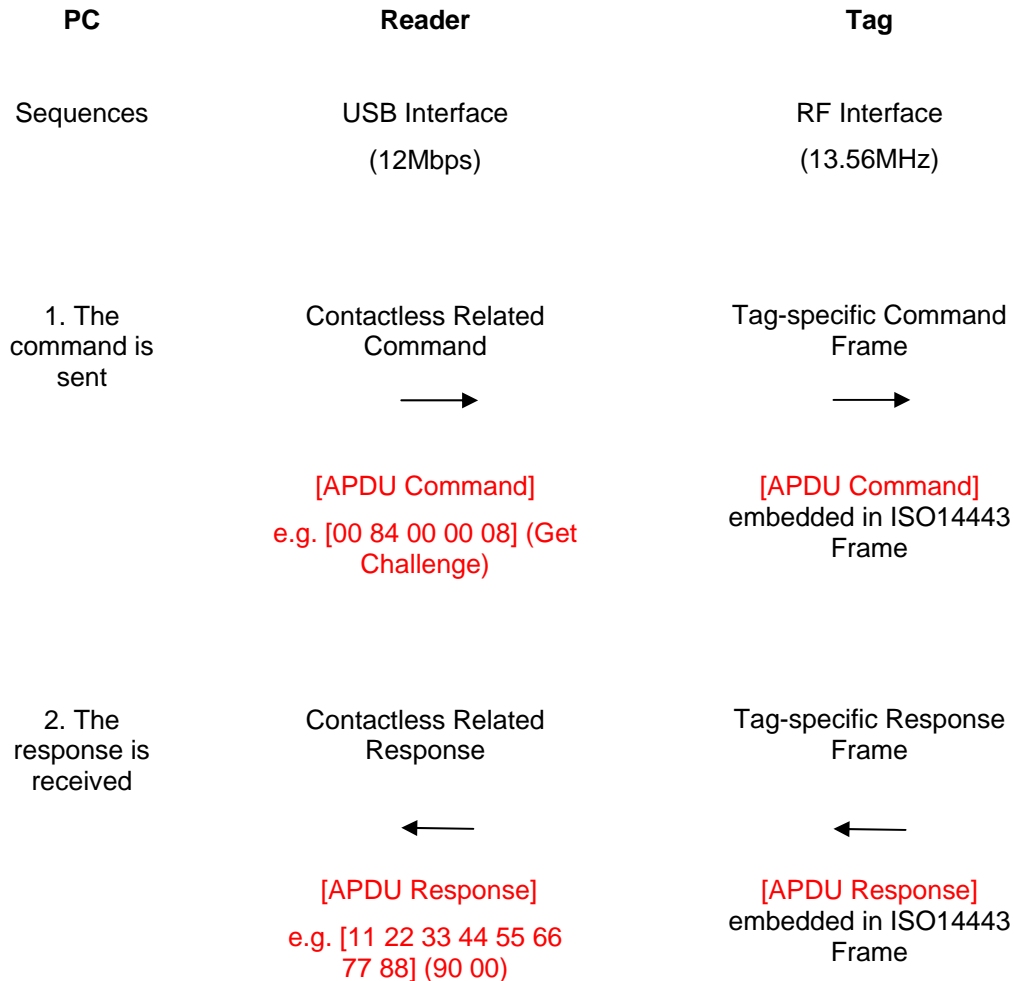 PC
Reader
Tag
Sequences
USB Interface
(12Mbps)
RF Interface
(13.56MHz)
1. The
command is
sent
Contactless Related
Command
Tag-specific Command
Frame
[APDU Command]
e.g. [00 84 00 00 08] (Get
Challenge)
[APDU Command]
embedded in ISO14443
Frame
2. The
response is
received
Contactless Related
Response
Tag-specific Response
Frame
[APDU Response]
e.g. [11 22 33 44 55 66
77 88] (90 00)
[APDU Response]
embedded in ISO14443
Frame